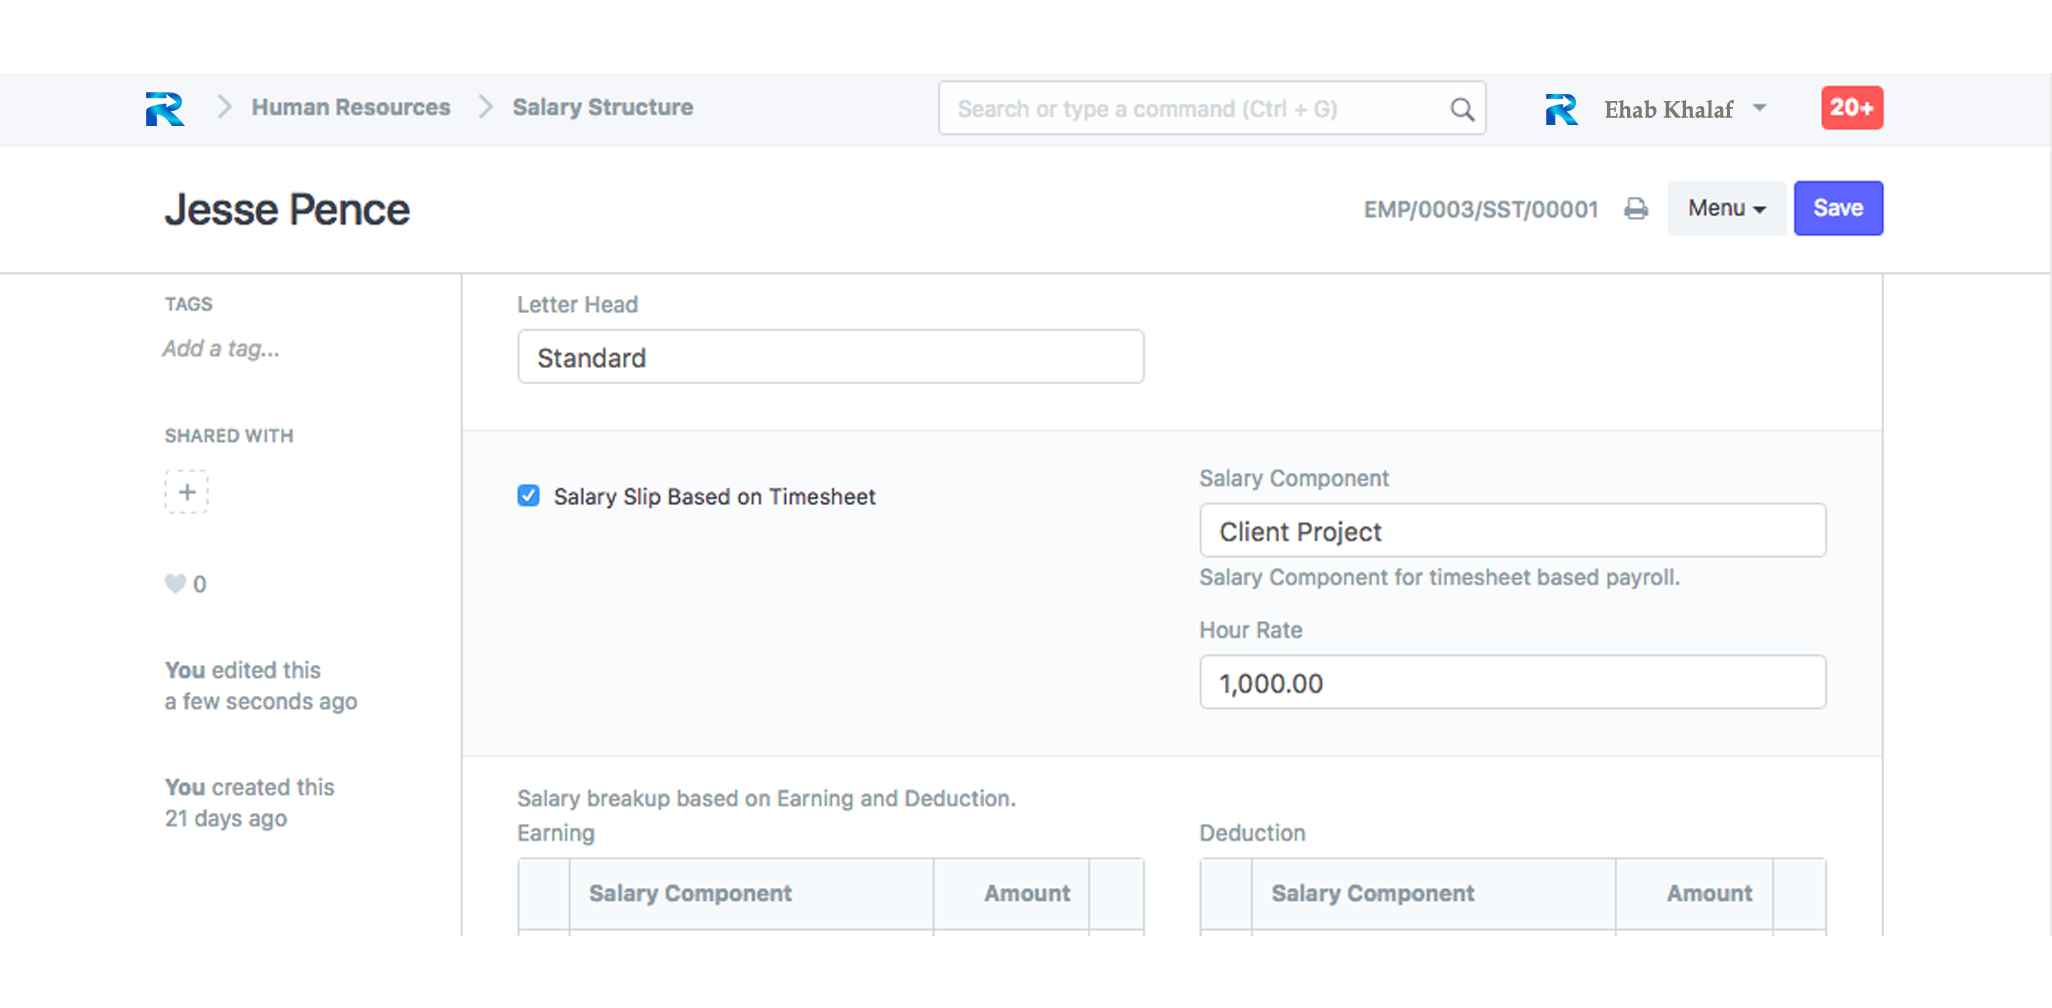 Human Resources
Salary Structure
Search or type a command (Ctrl + G)
Ehab Khalaf
20+
Jesse Pence
EMP/0003/SST/00001
Menu
Save
TAGS
Add a tag...
SHARED WITH
+
0
You edited this
a few seconds ago
You created this
21 days ago
Letter Head
Standard
Salary Slip Based on Timesheet
Salary Component
Client Project
Salary Component for timesheet based payroll.
Hour Rate
1,000.00
Salary breakup based on Earning and Deduction.
Earning
Salary Component
Amount
Deduction
Salary Component
Amount